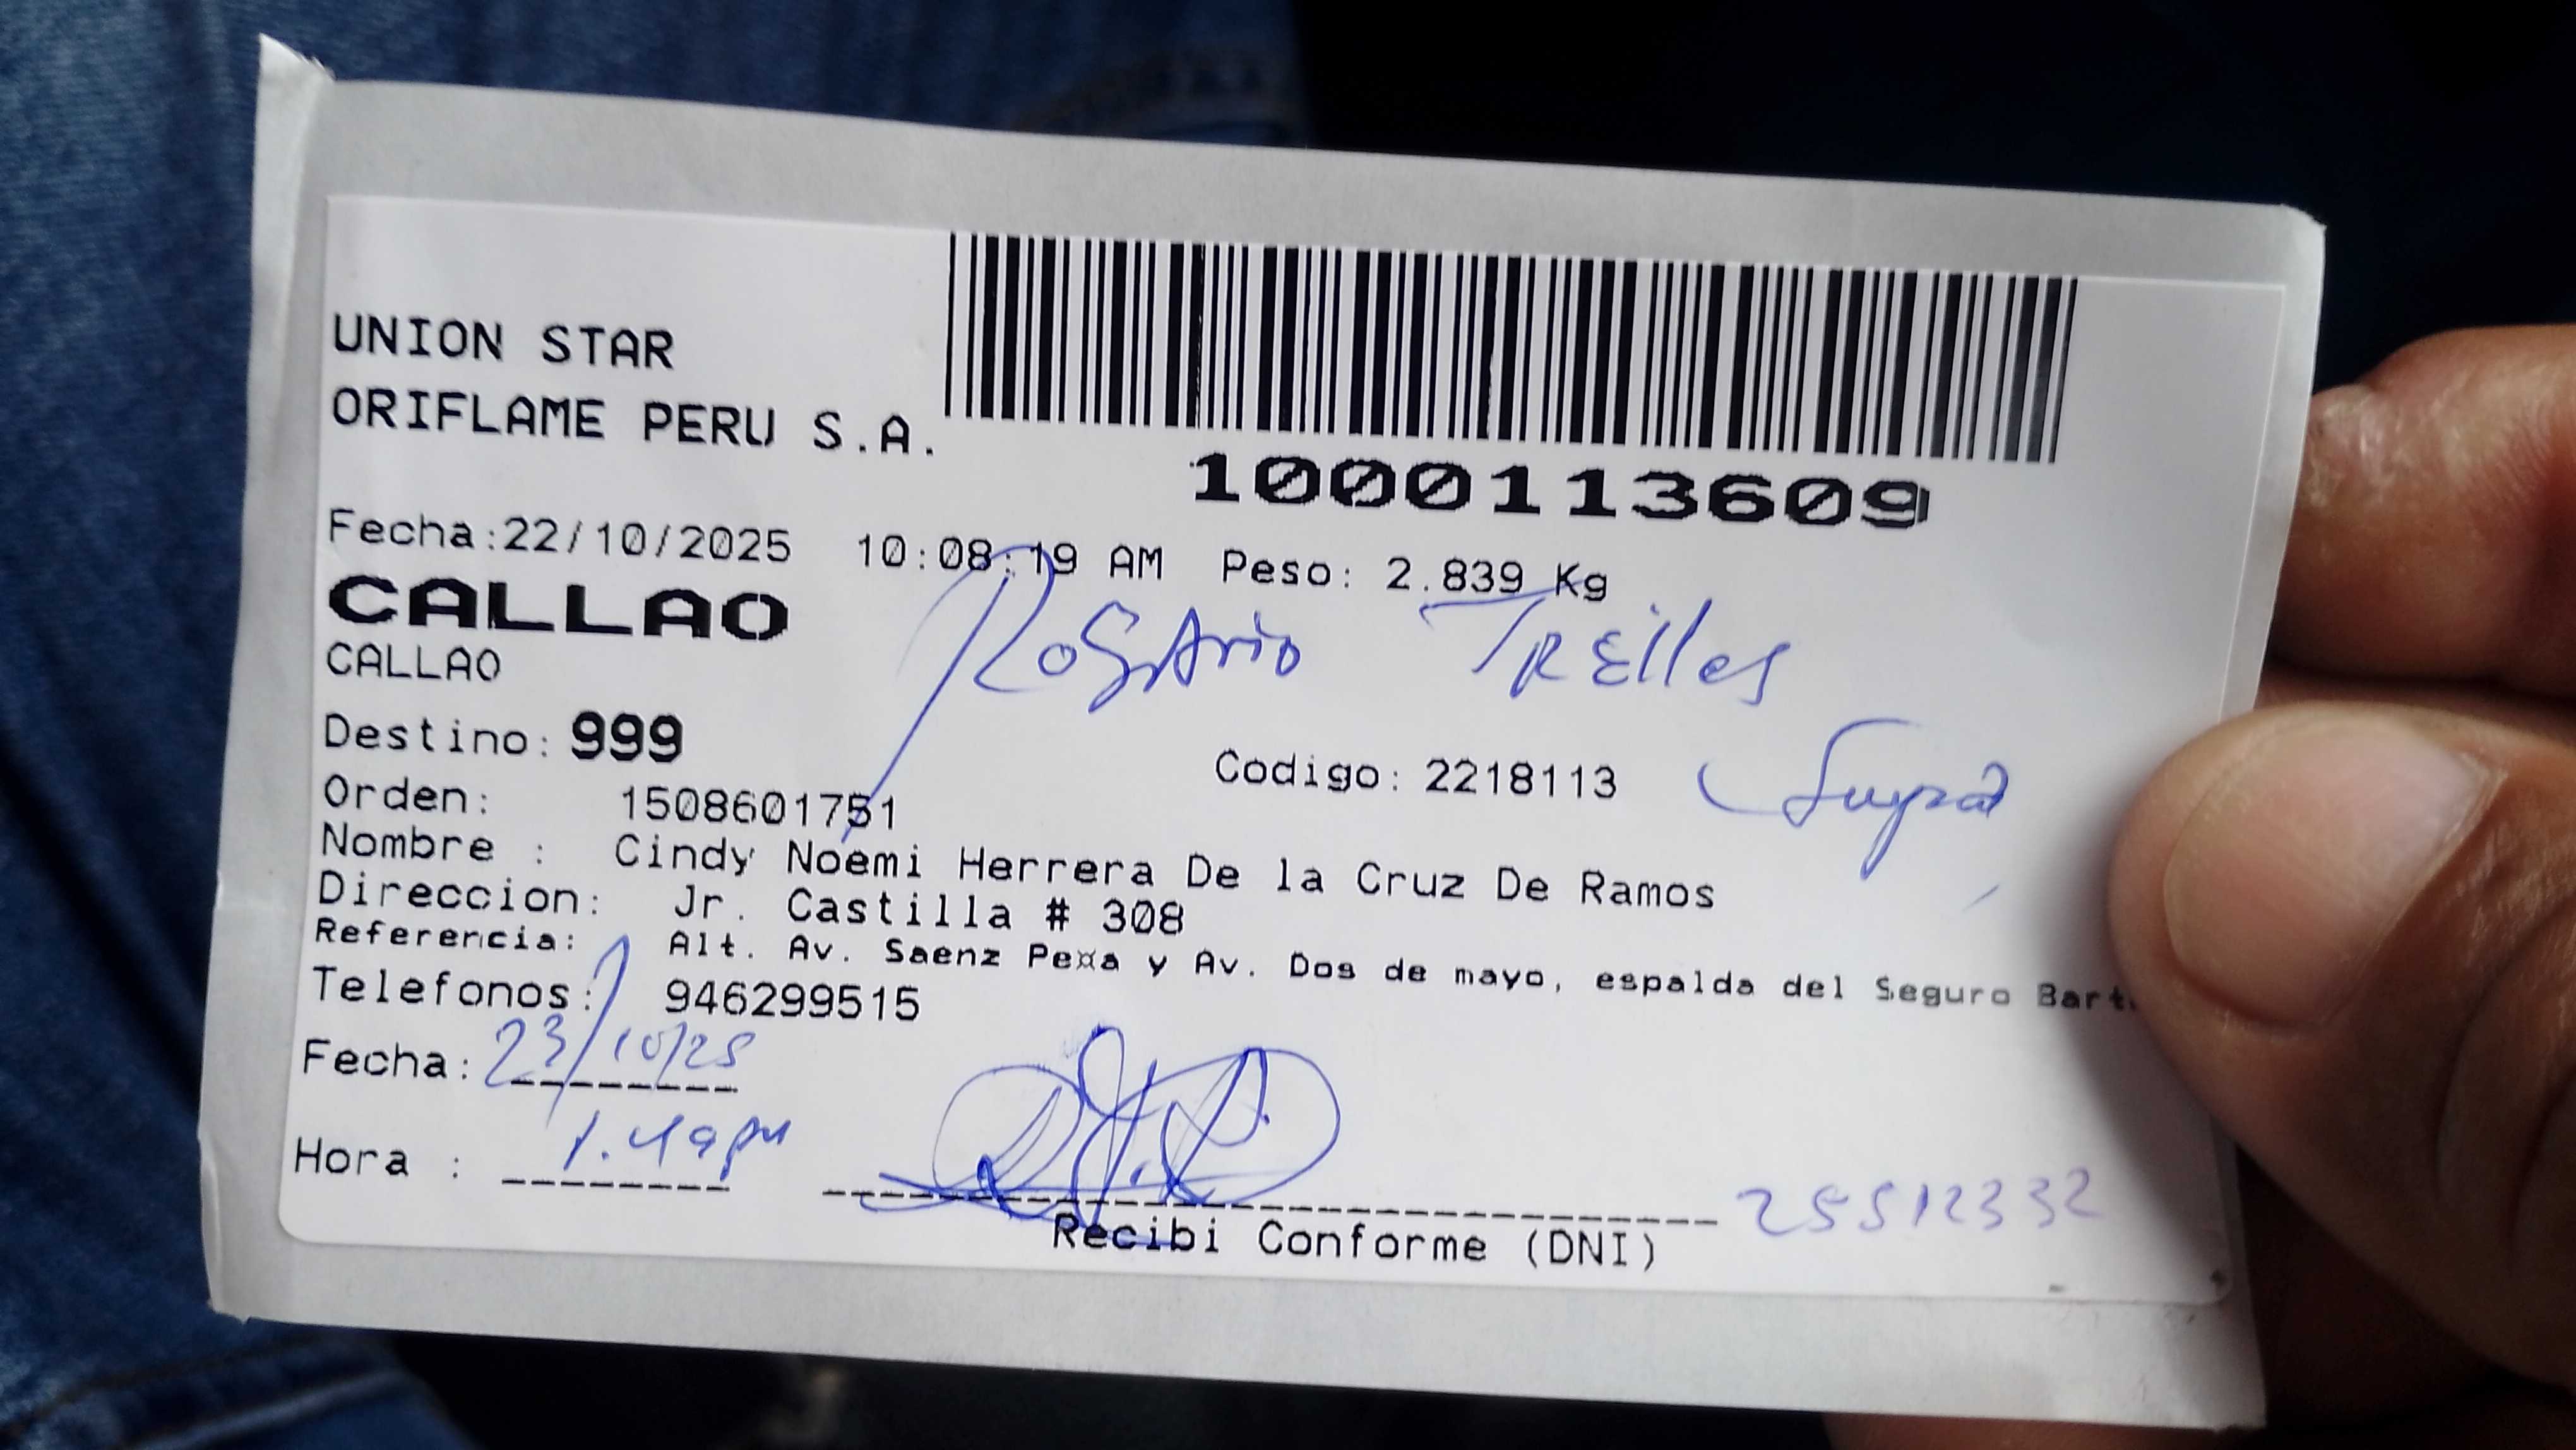 UNION STAR
ORIFLAME PERU S.A.
1000113609
Fecha:22/10/2025 10:08:19 AM Peso: 2.839 Kg
CALLAO
Rosario Trelles
CALLAO
Destino: 999
Codigo: 2218113
Orden: 1508601751
Nombre : Cindy Noemi Herrera De la Cruz De Ramos
Direccion: Jr. Castilla # 308
Referencia: Alt. Av. Saenz Pe¤a y Av. Dos de mayo, espalda del Seguro
Telefonos: 946299515
Fecha: 23/10/25
Hora : 1.49pm
25512332
Recibi Conforme (DNI)